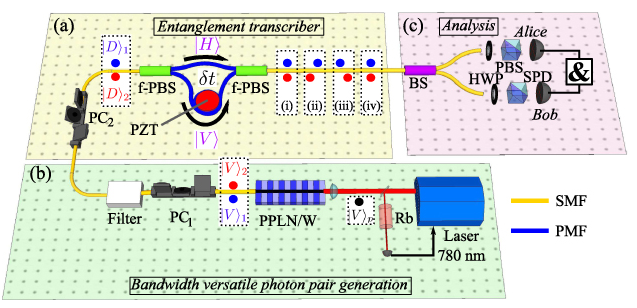 (a)
Entanglement transcriber
|D⟩₁
|D⟩₂
|H⟩
δt
|V⟩
f-PBS
f-PBS
PZT
PC₂
(i)
(ii)
(iii)
(iv)
(c)
Analysis
Alice
BS
HWP
PBS
SPD
&
Bob
(b)
Filter
PC₁
|V⟩₂
|V⟩₁
PPLN/W
|V⟩ₚ
Rb
Laser
780 nm
Bandwidth versatile photon pair generation
SMF
PMF